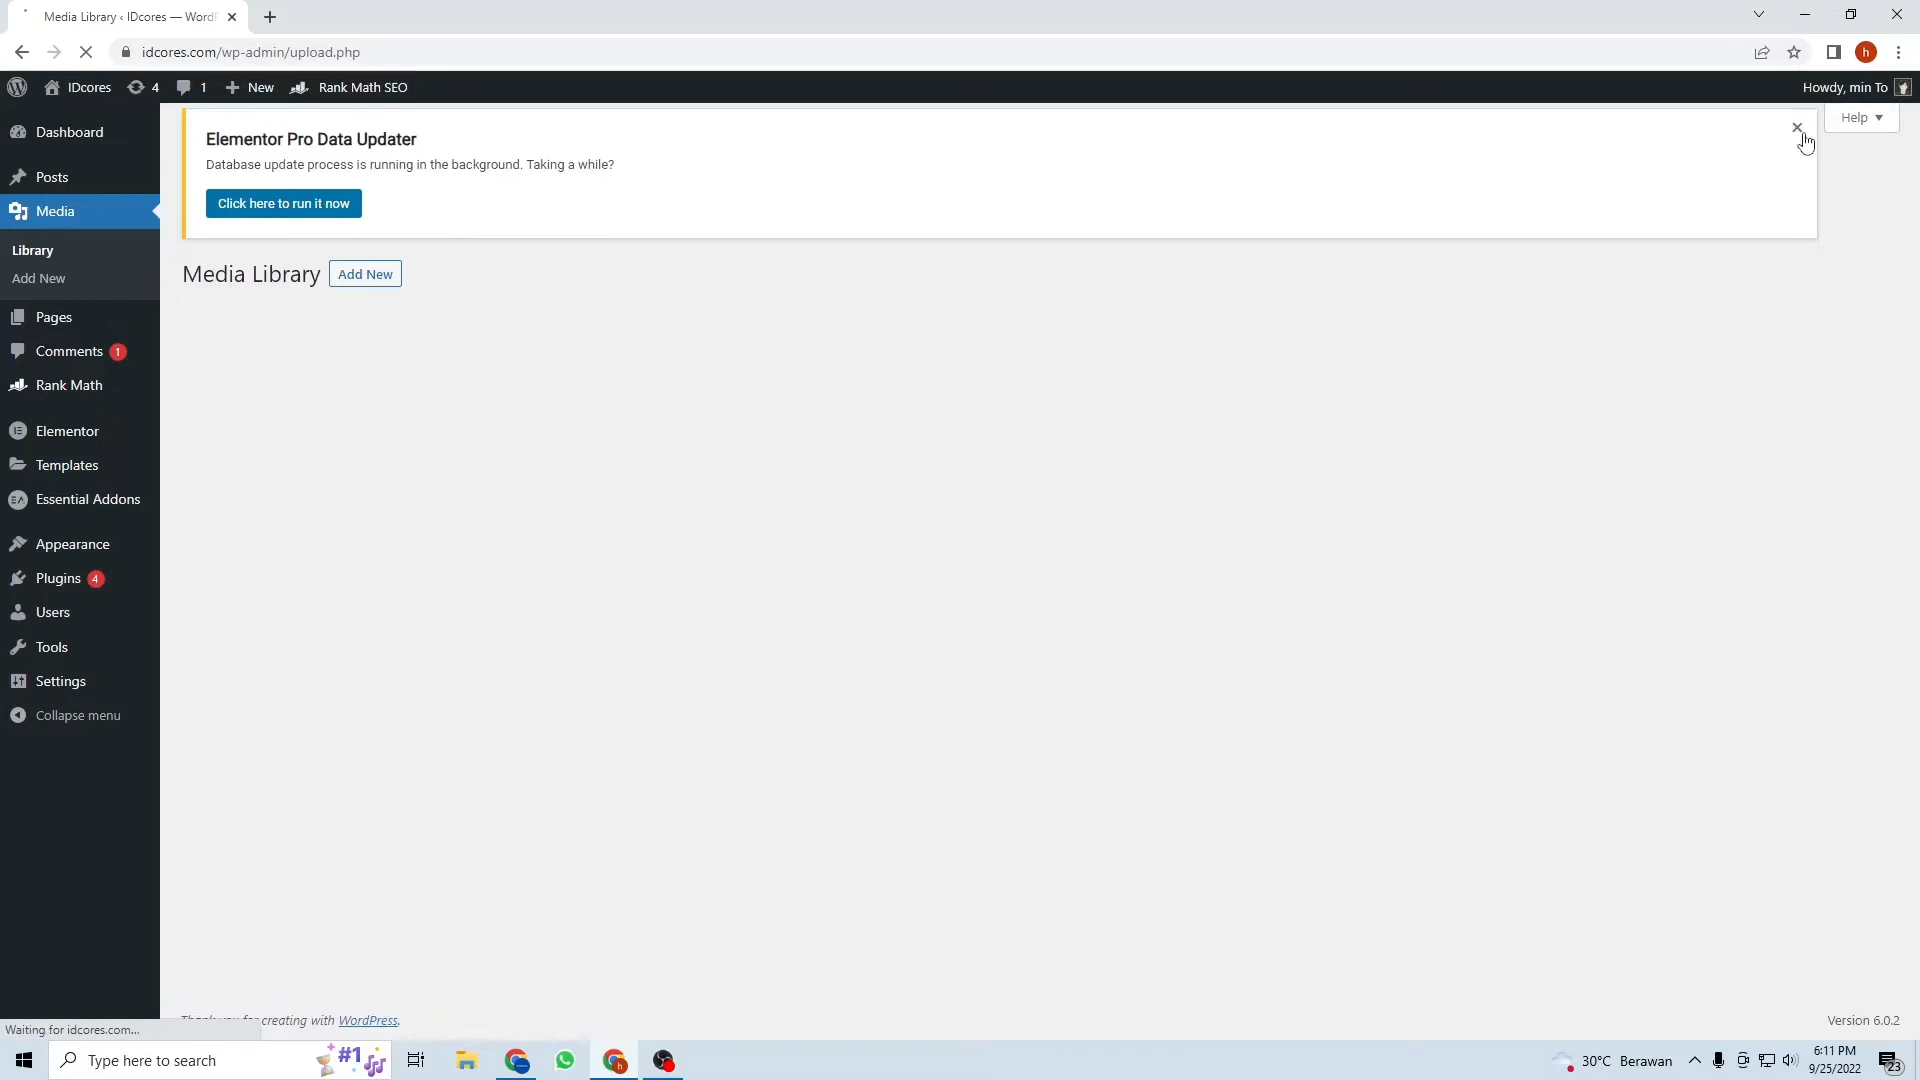 Media Library ‹ IDcores — WordP
idcores.com/wp-admin/upload.php
h
IDcores
4
1
New
Rank Math SEO
Howdy, min To
Help
Dashboard
Posts
Media
Library
Add New
Pages
Comments 1
Rank Math
Elementor
Templates
Essential Addons
Appearance
Plugins 4
Users
Tools
Settings
Collapse menu
Elementor Pro Data Updater
Database update process is running in the background. Taking a while?
Click here to run it now
Media Library
Add New
creating with WordPress.
Version 6.0.2
Waiting for idcores.com...
Type here to search
#1
30°C Berawan
6:11 PM
9/25/2022
23